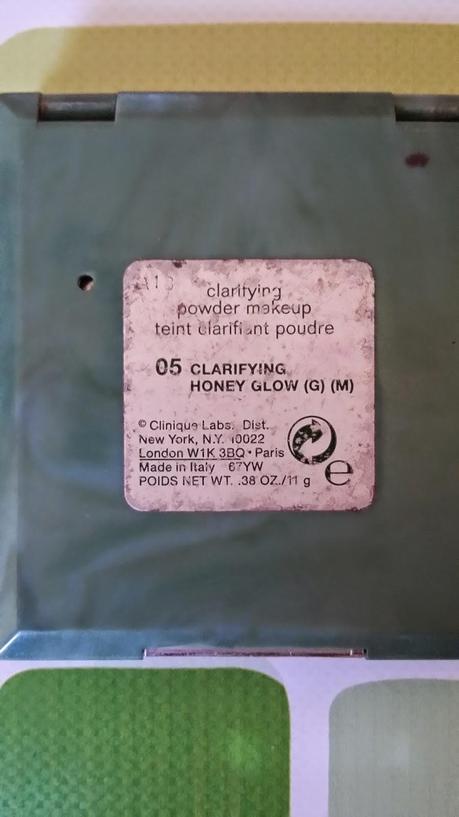 A13
clarifying
powder makeup
teint clarifiant poudre
05 CLARIFYING
HONEY GLOW (G) (M)
© Clinique Labs. Dist.
New York, N.Y. 10022
London W1K 3BQ • Paris
Made in Italy 67YW
POIDS NET WT. .38 OZ./11 g
e